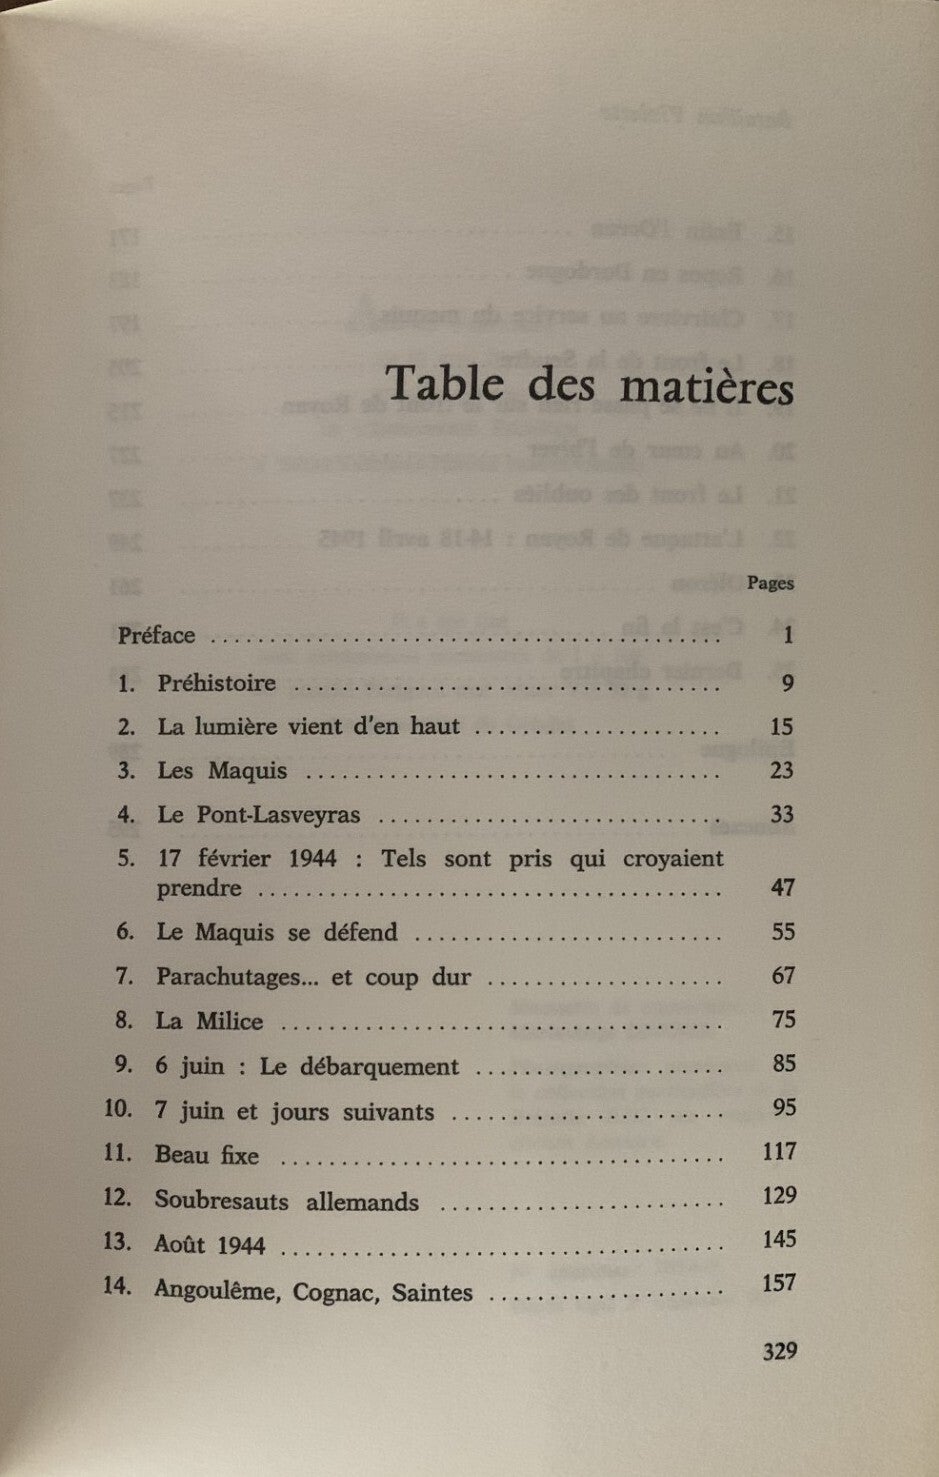 Table des matières
Pages
Préface ............................................ 1
1. Préhistoire ..................................... 9
2. La lumière vient d'en haut ..................... 15
3. Les Maquis ..................................... 23
4. Le Pont-Lasveyras .............................. 33
5. 17 février 1944 : Tels sont pris qui croyaient
prendre ........................................ 47
6. Le Maquis se défend ........................... 55
7. Parachutages... et coup dur .................... 67
8. La Milice ...................................... 75
9. 6 juin : Le débarquement ...................... 85
10. 7 juin et jours suivants ........................ 95
11. Beau fixe ...................................... 117
12. Soubresauts allemands ......................... 129
13. Août 1944 ...................................... 145
14. Angoulême, Cognac, Saintes .................... 157
329